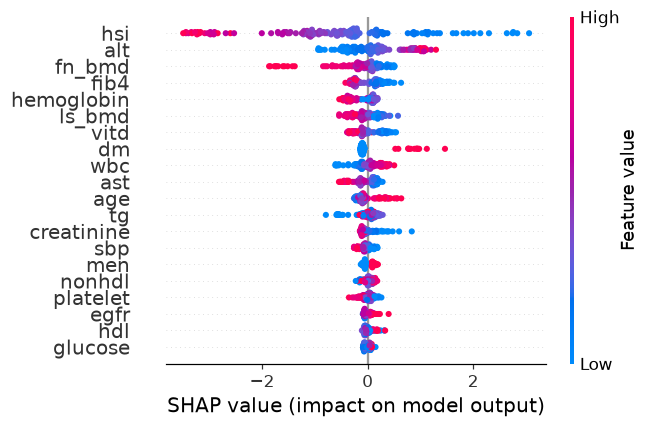 High
hsi
alt
fn_bmd
fib4
hemoglobin
ls_bmd
vitd
dm
wbc
ast
age
tg
creatinine
sbp
men
nonhdl
platelet
egfr
hdl
glucose
Feature value
Low
−2
0
2
SHAP value (impact on model output)